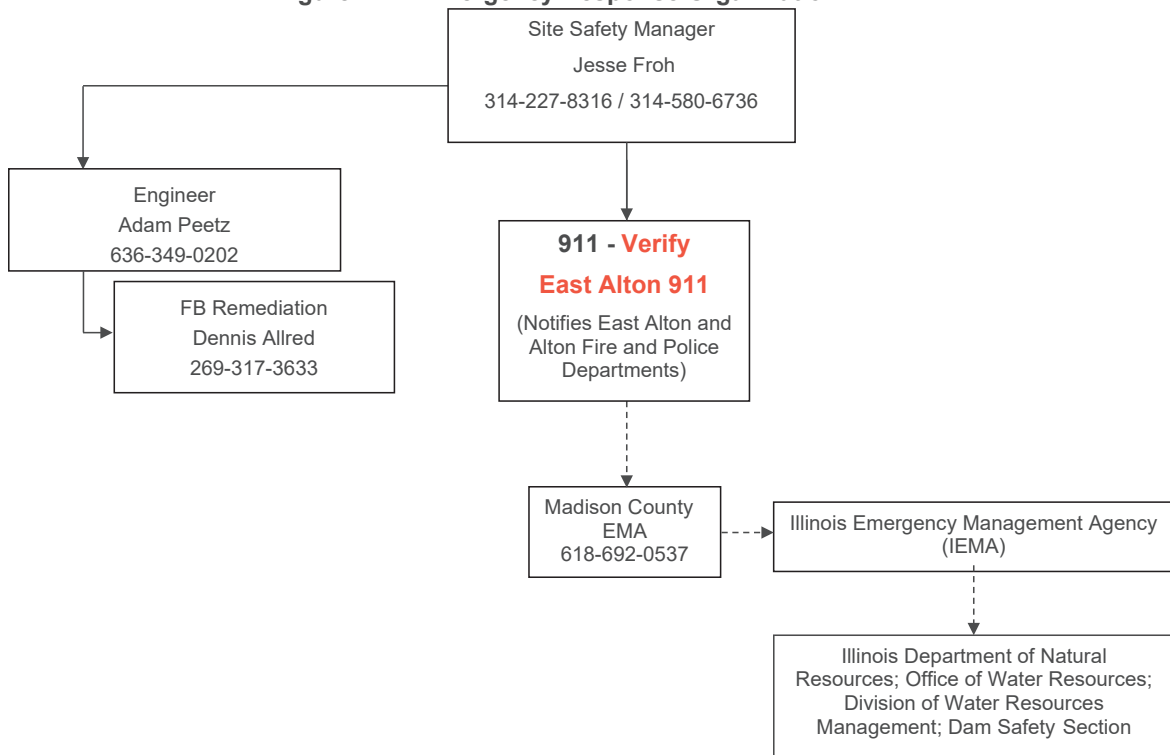 Site Safety Manager
Jesse Froh
314-227-8316 / 314-580-6736
Engineer
Adam Peetz
636-349-0202
FB Remediation
Dennis Allred
269-317-3633
911 - Verify
East Alton 911
(Notifies East Alton and
Alton Fire and Police
Departments)
Madison County
EMA
618-692-0537
Illinois Emergency Management Agency
(IEMA)
Illinois Department of Natural
Resources; Office of Water Resources;
Division of Water Resources
Management; Dam Safety Section